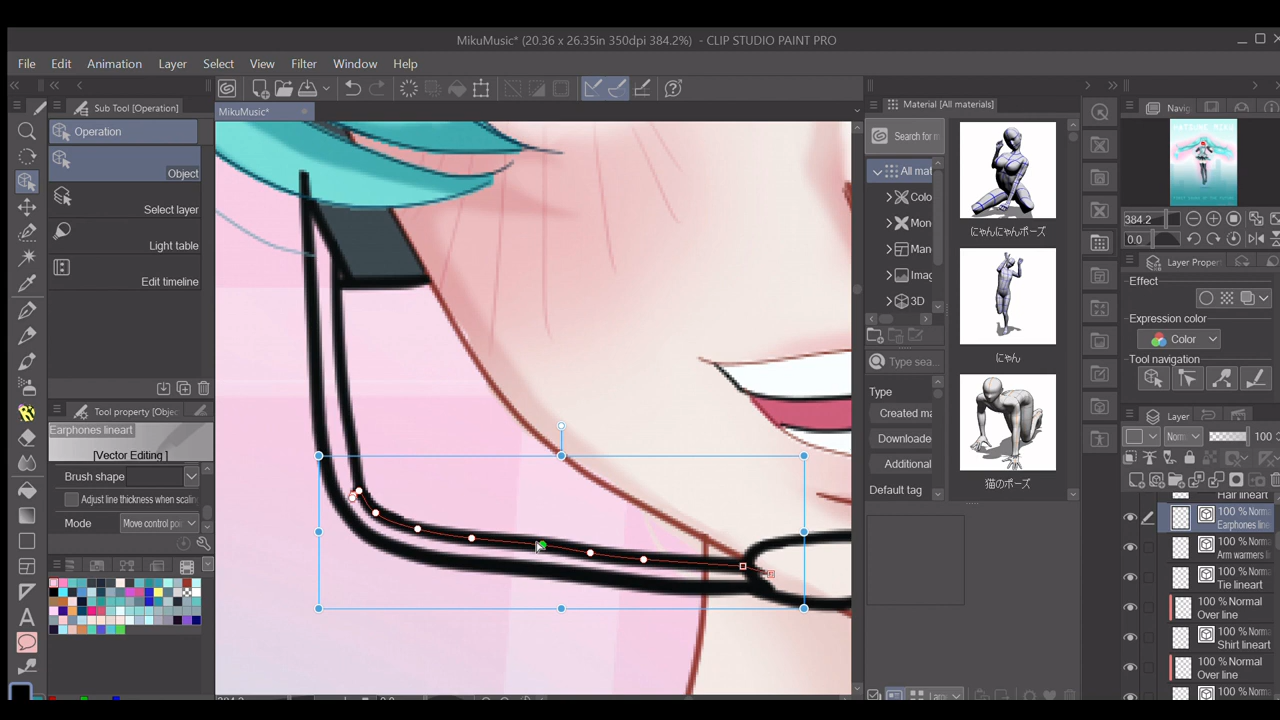 MikuMusic* (20.36 x 26.35in 350dpi 384.2%) - CLIP STUDIO PAINT PRO
File Edit Animation Layer Select View Filter Window Help
Sub Tool [Operation]
Operation
Object
Select layer
Light table
Edit timeline
Tool property [Objec
Earphones lineart
[Vector Editing ]
Brush shape
Adjust line thickness when scalin
Mode Move control poi
MikuMusic*
Material [All materials]
Search for m
All mat
Colo
Mon
Man
Imag
3D
Type sea
Type
Created ma
Downloade
Additional
Default tag
にゃんにゃんポーズ
にゃん
猫のポーズ
Navig
384.2
0.0
Layer Proper
Effect
Expression color
Color
Tool navigation
Layer
Norm
100
Hair lineart
100 % Norma
Earphones line
100 % Norma
Arm warmers li
100 % Norma
Tie lineart
100 % Normal
Over line
100 % Norma
Shirt lineart
100 % Normal
Over line
100 % Norma